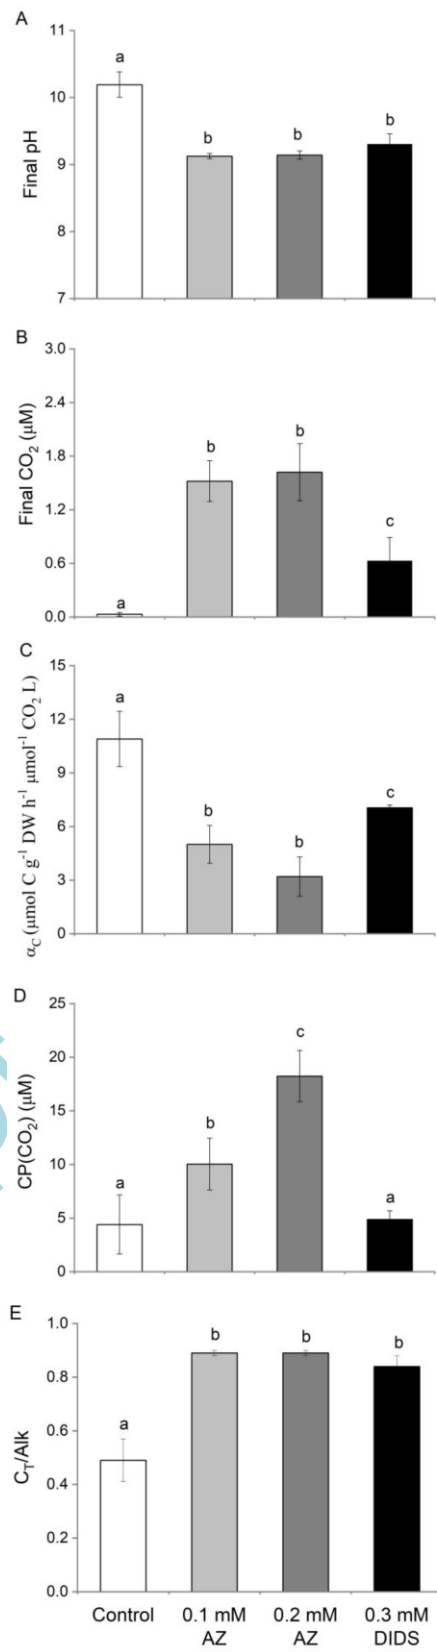 A
11
10
9
8
7
Final pH
a
b
b
b
B
3.0
2.4
1.8
1.2
0.6
0.0
Final CO₂ (µM)
a
b
b
c
C
15
12
9
6
3
0
α_C (µmol C g⁻¹ DW h⁻¹ µmol⁻¹ CO₂ L)
a
b
b
c
D
25
20
15
10
5
0
CP(CO₂) (µM)
a
b
c
a
E
1.0
0.8
0.6
0.4
0.2
0.0
C_T/Alk
a
b
b
b
Control 0.1 mM 0.2 mM 0.3 mM
AZ AZ DIDS